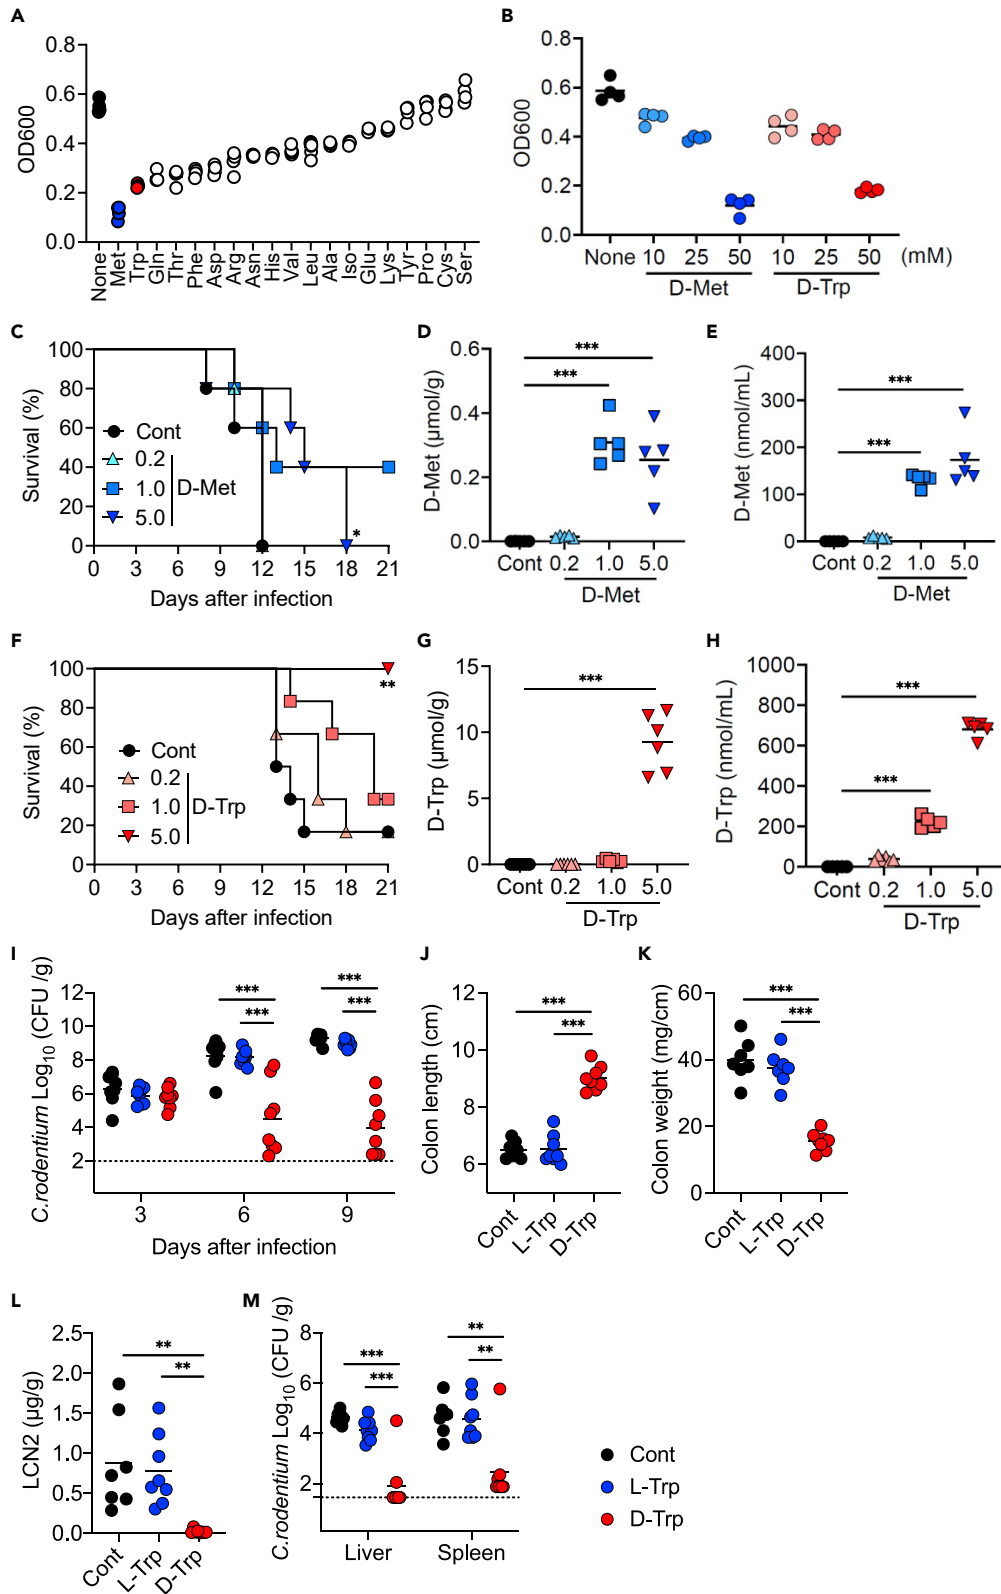 A
OD600
0.8
0.6
0.4
0.2
0.0
None Met Trp Gln Thr Phe Asp Arg Asn His Val Leu Ala Iso Glu Lys Tyr Pro Cys Ser
B
OD600
0.8
0.6
0.4
0.2
0.0
None 10 25 50 10 25 50 (mM)
D-Met D-Trp
C
Survival (%)
100
80
60
40
20
0
Cont
0.2
1.0
5.0
D-Met
*
0 3 6 9 12 15 18 21
Days after infection
D
D-Met (μmol/g)
0.6
0.4
0.2
0.0
***
***
Cont 0.2 1.0 5.0
D-Met
E
D-Met (nmol/mL)
400
300
200
100
0
***
***
Cont 0.2 1.0 5.0
D-Met
F
Survival (%)
100
80
60
40
20
0
Cont
0.2
1.0
5.0
D-Trp
**
0 3 6 9 12 15 18 21
Days after infection
G
D-Trp (μmol/g)
15
10
5
0
***
Cont 0.2 1.0 5.0
D-Trp
H
D-Trp (nmol/mL)
1000
800
600
400
200
0
***
***
Cont 0.2 1.0 5.0
D-Trp
I
C.rodentium Log10 (CFU /g)
12
10
8
6
4
2
0
***
***
***
***
3 6 9
Days after infection
J
Colon length (cm)
12
9
6
***
***
Cont L-Trp D-Trp
K
Colon weight (mg/cm)
60
40
20
0
***
***
Cont L-Trp D-Trp
L
LCN2 (μg/g)
2.5
2.0
1.5
1.0
0.5
0.0
**
**
Cont L-Trp D-Trp
M
C.rodentium Log10 (CFU /g)
8
6
4
2
0
***
***
**
**
Liver Spleen
Cont
L-Trp
D-Trp